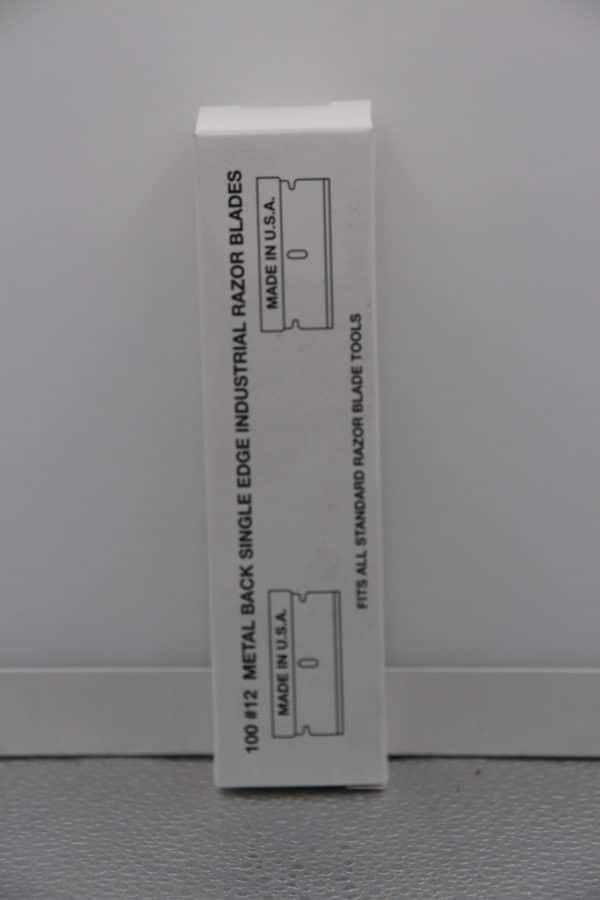 100 #12 METAL BACK SINGLE EDGE INDUSTRIAL RAZOR BLADES
MADE IN U.S.A.
MADE IN U.S.A.
FITS ALL STANDARD RAZOR BLADE TOOLS